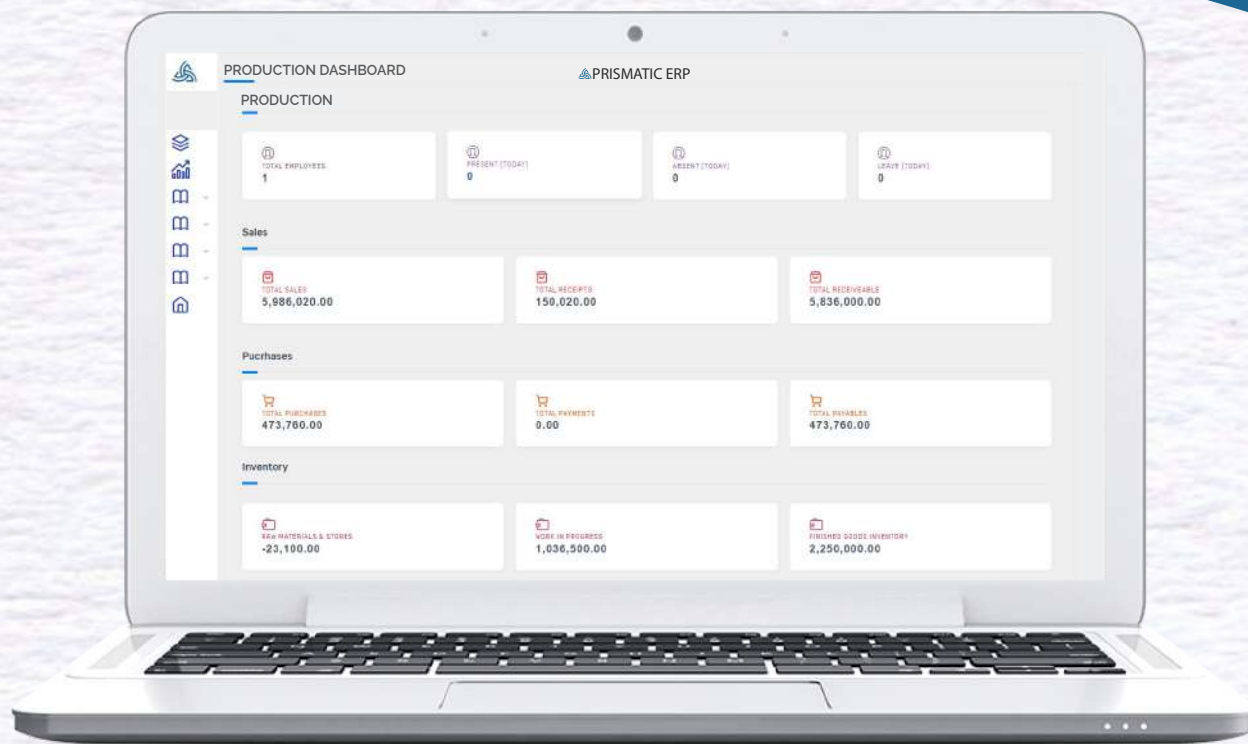 PRODUCTION DASHBOARD
PRISMATIC ERP
PRODUCTION
TOTAL EMPLOYEES
1
PRESENT [TODAY]
0
ABSENT [TODAY]
0
LEAVE [TODAY]
0
Sales
TOTAL SALES
5,986,020.00
TOTAL RECEIPTS
150,020.00
TOTAL RECEIVEABLE
5,836,000.00
Pucrhases
TOTAL PURCHASES
473,760.00
TOTAL PAYMENTS
0.00
TOTAL PAYABLES
473,760.00
Inventory
RAW MATERIALS & STORES
-23,100.00
WORK IN PROGRESS
1,036,500.00
FINISHED GOODS INVENTORY
2,250,000.00